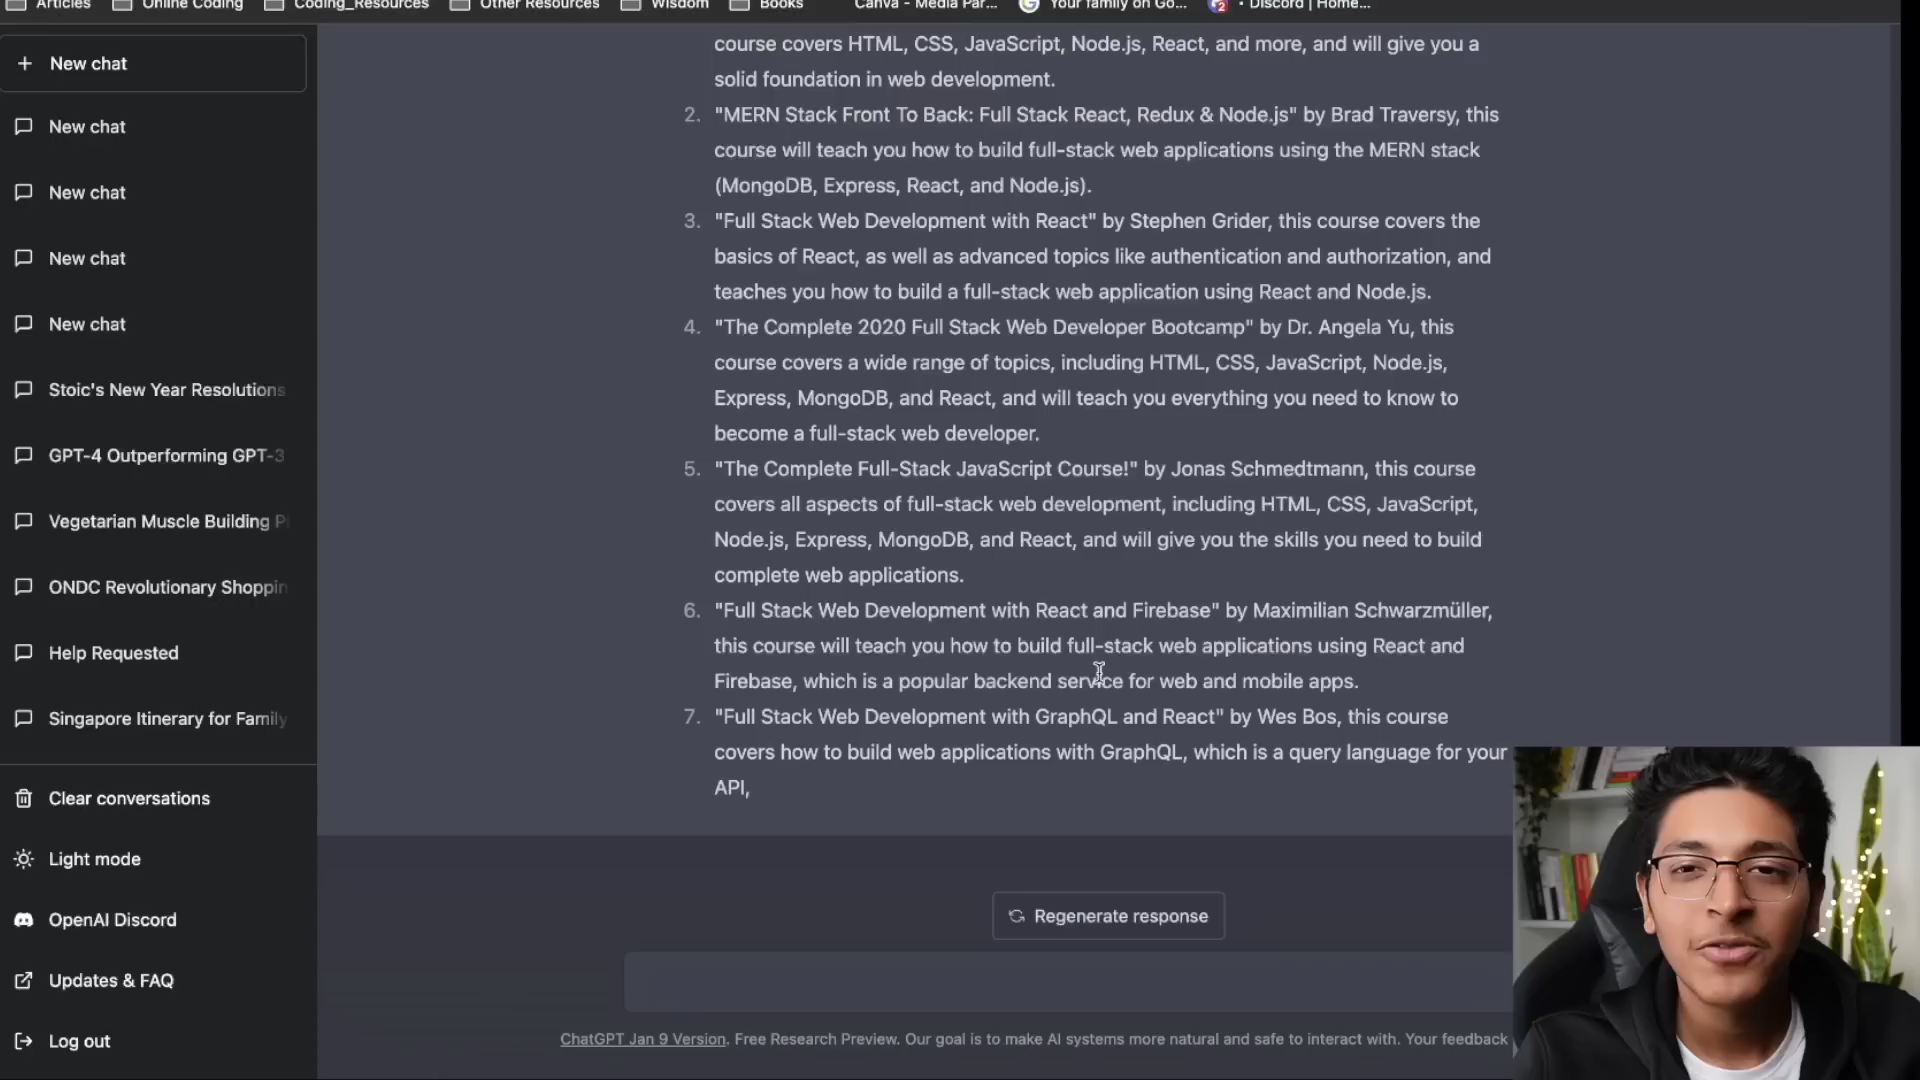 Articles
Online Coding
Coding_Resources
Other Resources
Wisdom
Books
Canva - Media Par...
Your family on Go...
2
• Discord | Home...
New chat
New chat
New chat
New chat
New chat
Stoic's New Year Resolutions
GPT-4 Outperforming GPT-3
Vegetarian Muscle Building P
ONDC Revolutionary Shoppin
Help Requested
Singapore Itinerary for Family
Clear conversations
Light mode
OpenAI Discord
Updates & FAQ
Log out
course covers HTML, CSS, JavaScript, Node.js, React, and more, and will give you a
solid foundation in web development.
2. "MERN Stack Front To Back: Full Stack React, Redux & Node.js" by Brad Traversy, this
course will teach you how to build full-stack web applications using the MERN stack
(MongoDB, Express, React, and Node.js).
3. "Full Stack Web Development with React" by Stephen Grider, this course covers the
basics of React, as well as advanced topics like authentication and authorization, and
teaches you how to build a full-stack web application using React and Node.js.
4. "The Complete 2020 Full Stack Web Developer Bootcamp" by Dr. Angela Yu, this
course covers a wide range of topics, including HTML, CSS, JavaScript, Node.js,
Express, MongoDB, and React, and will teach you everything you need to know to
become a full-stack web developer.
5. "The Complete Full-Stack JavaScript Course!" by Jonas Schmedtmann, this course
covers all aspects of full-stack web development, including HTML, CSS, JavaScript,
Node.js, Express, MongoDB, and React, and will give you the skills you need to build
complete web applications.
6. "Full Stack Web Development with React and Firebase" by Maximilian Schwarzmüller,
this course will teach you how to build full-stack web applications using React and
Firebase, which is a popular backend service for web and mobile apps.
7. "Full Stack Web Development with GraphQL and React" by Wes Bos, this course
covers how to build web applications with GraphQL, which is a query language for your
API,
Regenerate response
ChatGPT Jan 9 Version. Free Research Preview. Our goal is to make AI systems more natural and safe to interact with. Your feedback